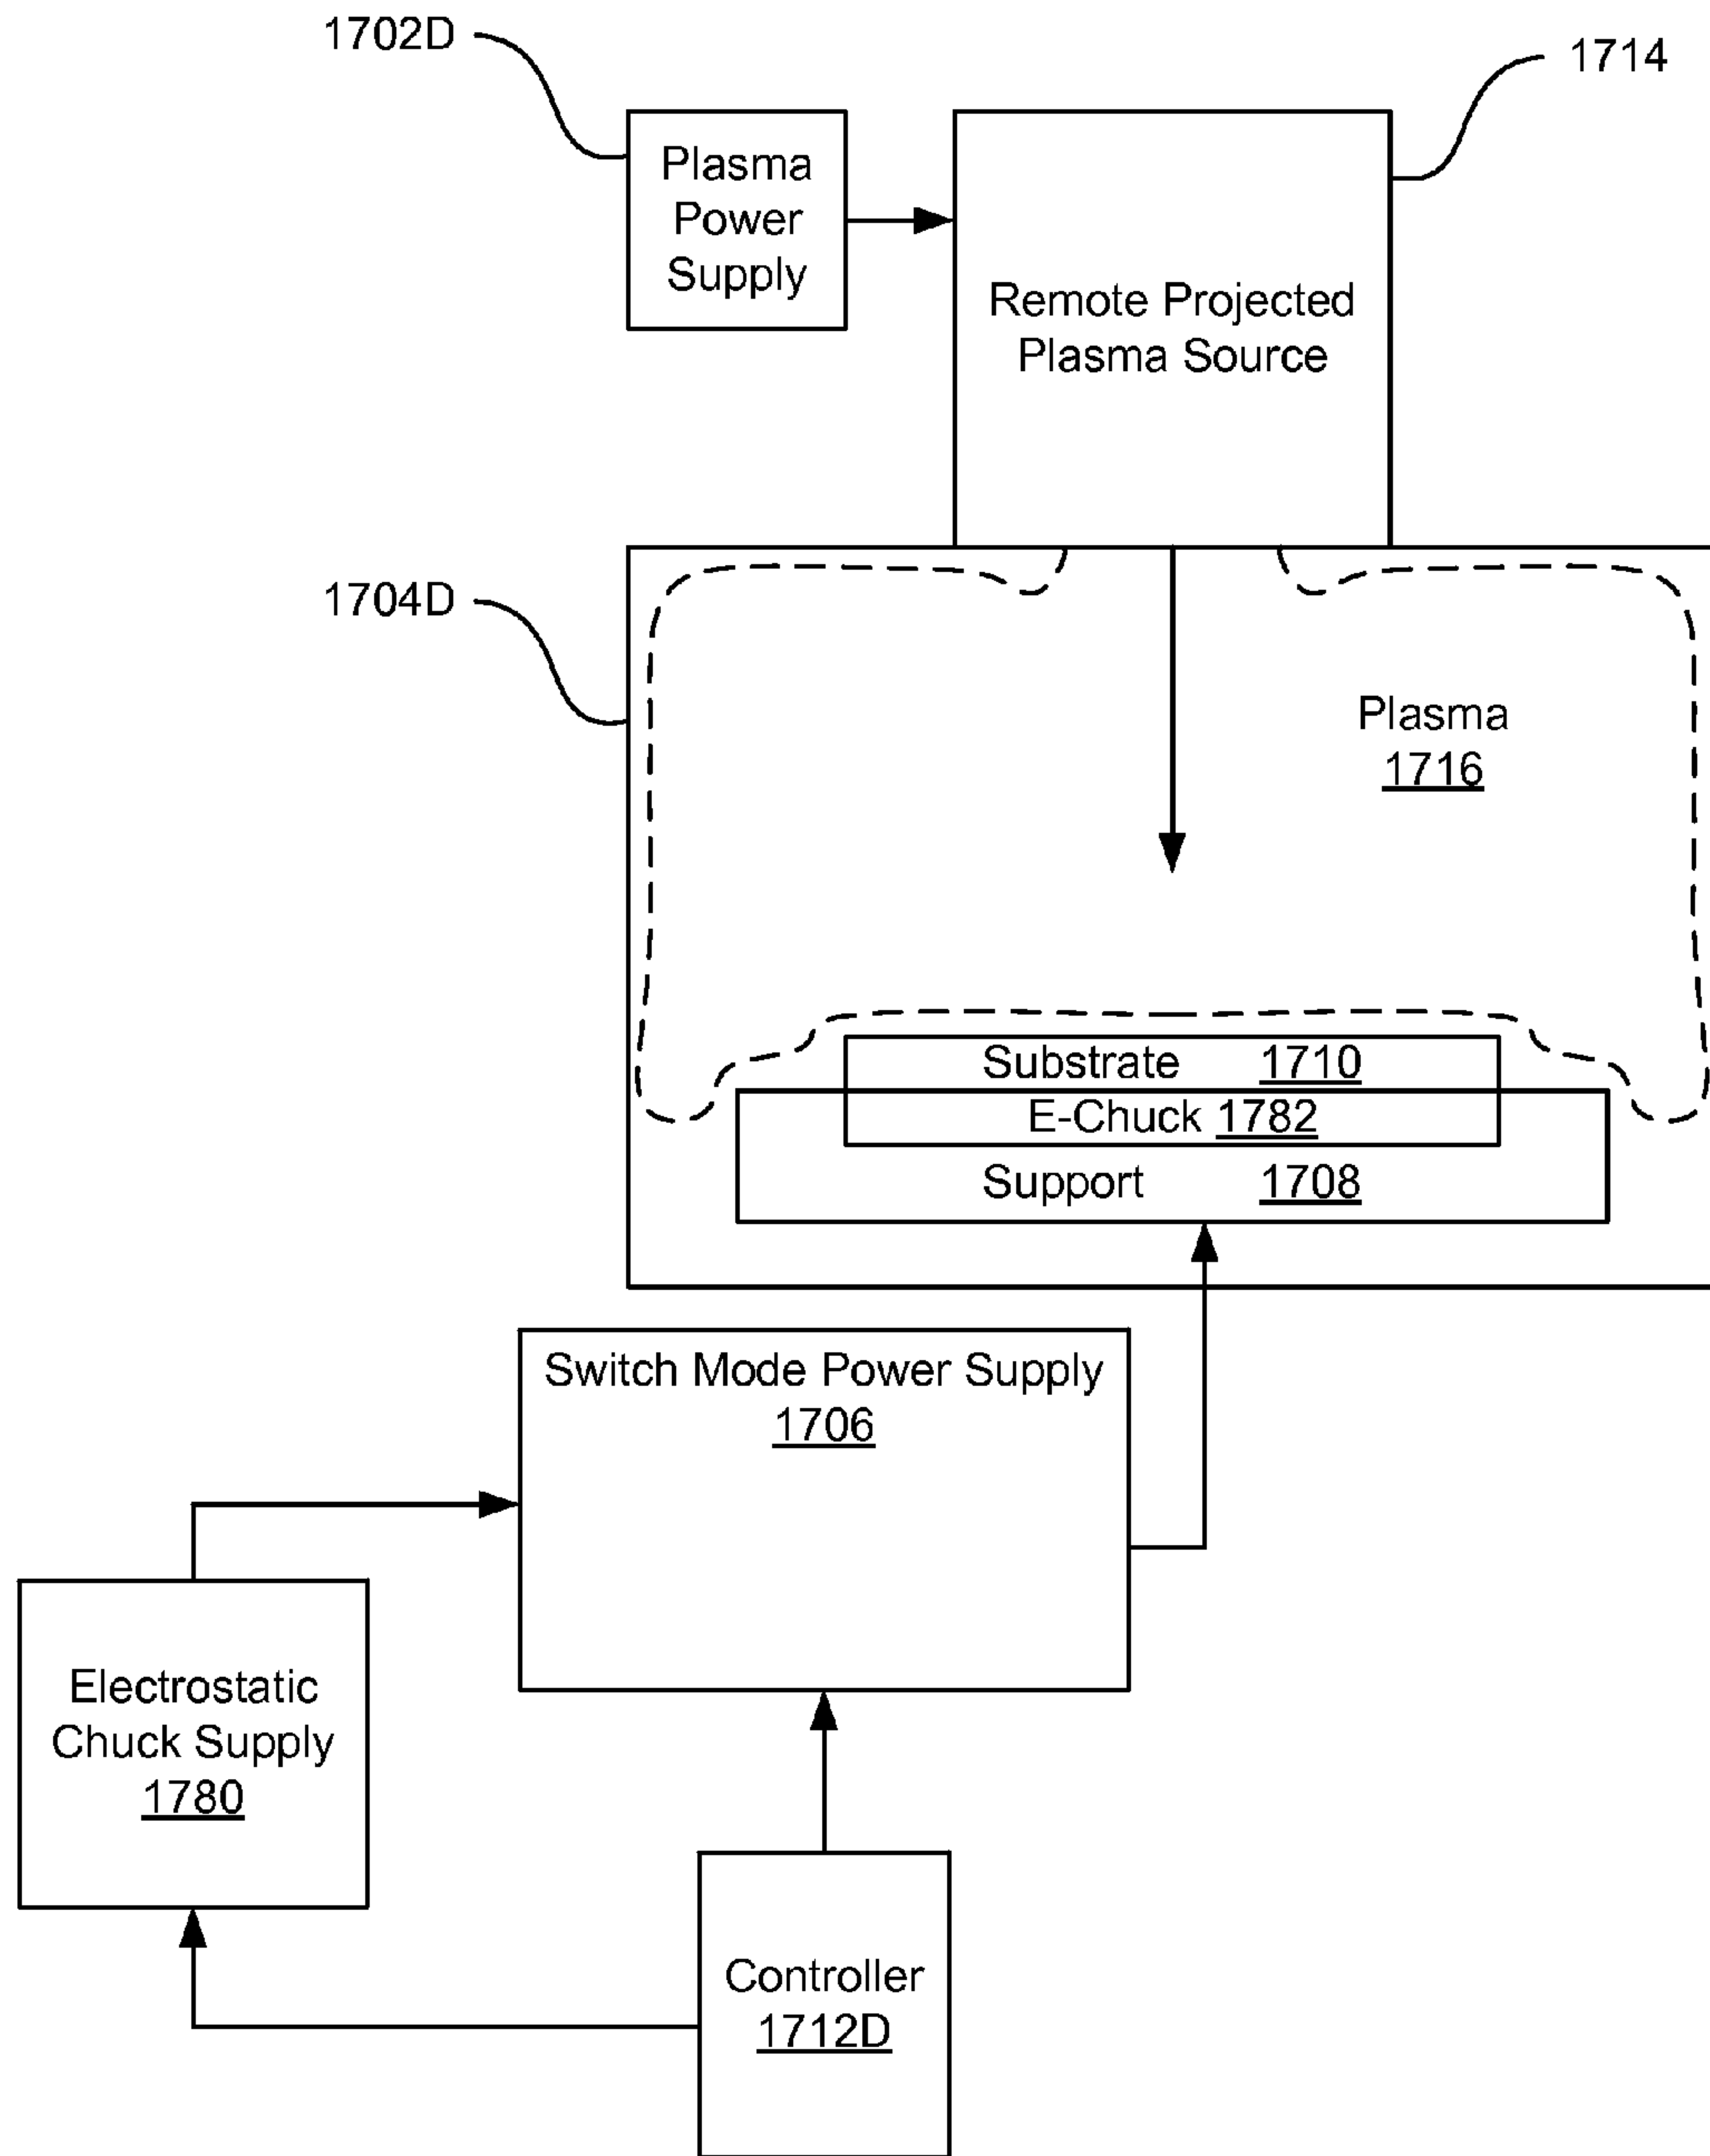 1702D
1714
Plasma
Power
Supply
Remote Projected
Plasma Source
1704D
Plasma
1716
Substrate 1710
E-Chuck 1782
Support 1708
Switch Mode Power Supply
1706
Electrostatic
Chuck Supply
1780
Controller
1712D